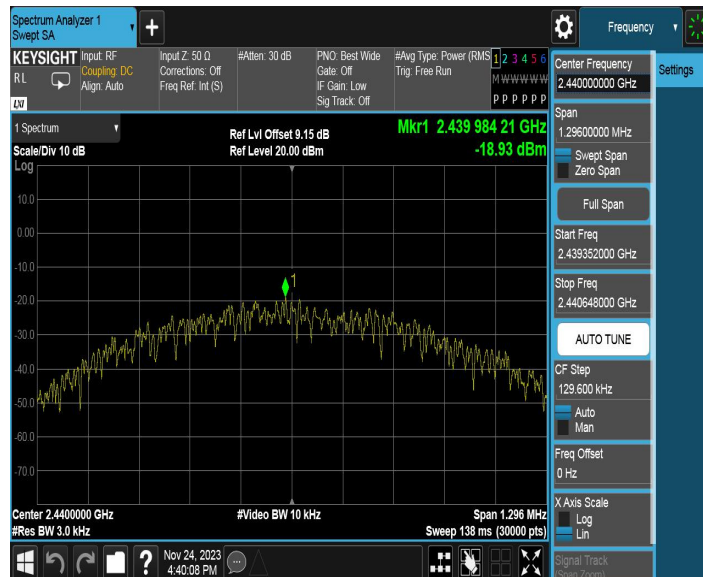 Spectrum Analyzer 1
Swept SA
+
Frequency
KEYSIGHT
RL
LXI
Input: RF
Coupling: DC
Align: Auto
Input Z: 50 Ω
Corrections: Off
Freq Ref: Int (S)
#Atten: 30 dB
PNO: Best Wide
Gate: Off
IF Gain: Low
Sig Track: Off
#Avg Type: Power (RMS
Trig: Free Run
1 2 3 4 5 6
M W W W W W
P P P P P P
1 Spectrum
Scale/Div 10 dB
Ref Lvl Offset 9.15 dB
Ref Level 20.00 dBm
Mkr1 2.439 984 21 GHz
-18.93 dBm
Log
10.0
0.00
-10.0
-20.0
-30.0
-40.0
-50.0
-60.0
-70.0
1
Center 2.4400000 GHz
#Res BW 3.0 kHz
#Video BW 10 kHz
Span 1.296 MHz
Sweep 138 ms (30000 pts)
?
Nov 24, 2023
4:40:08 PM
Center Frequency
2.440000000 GHz
Span
1.29600000 MHz
Swept Span
Zero Span
Full Span
Start Freq
2.439352000 GHz
Stop Freq
2.440648000 GHz
AUTO TUNE
CF Step
129.600 kHz
Auto
Man
Freq Offset
0 Hz
X Axis Scale
Log
Lin
Signal Track
(Span Zoom)
Settings